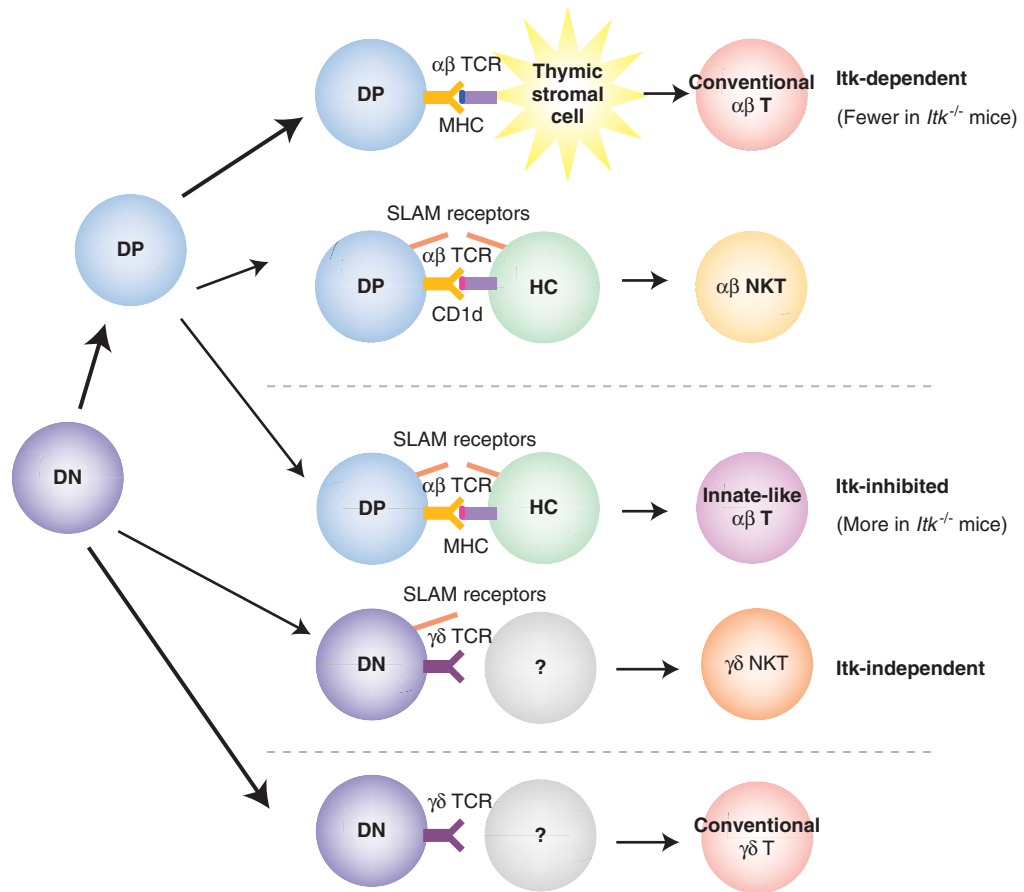 αβ TCR
DP
Thymic
stromal
cell
MHC
Conventional
αβ T
Itk-dependent
(Fewer in Itk-/- mice)
DP
SLAM receptors
αβ TCR
DP
HC
CD1d
αβ NKT
DN
SLAM receptors
αβ TCR
DP
HC
MHC
Innate-like
αβ T
Itk-inhibited
(More in Itk-/- mice)
SLAM receptors
γδ TCR
DN
?
γδ NKT
Itk-independent
γδ TCR
DN
?
Conventional
γδ T